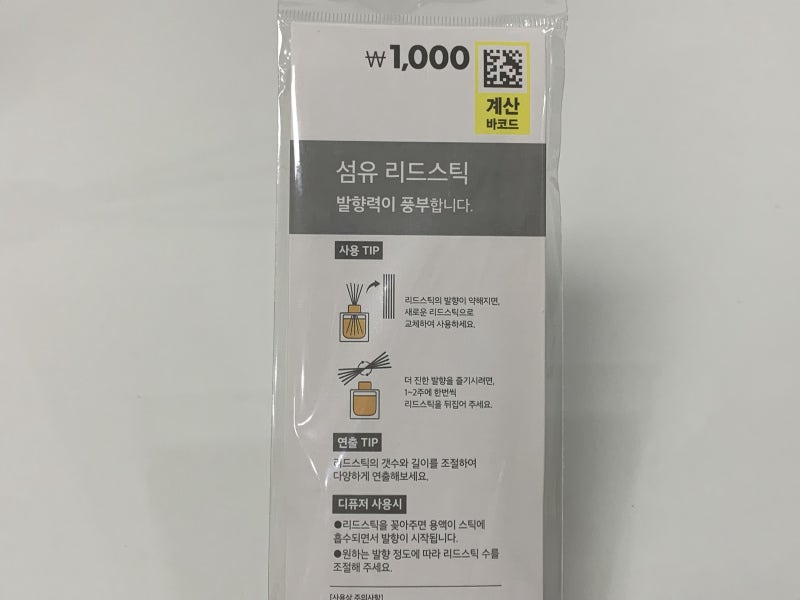 ₩1,000
계산
바코드
섬유 리드스틱
발향력이 풍부합니다.
사용 TIP
리드스틱의 발향이 약해지면,
새로운 리드스틱으로
교체하여 사용하세요.
더 진한 발향을 즐기시려면,
1~2주에 한번씩
리드스틱을 뒤집어 주세요.
연출 TIP
리드스틱의 갯수와 길이를 조절하여
다양하게 연출해보세요.
디퓨저 사용시
●리드스틱을 꽂아주면 용액이 스틱에
흡수되면서 발향이 시작됩니다.
●원하는 발향 정도에 따라 리드스틱 수를
조절해 주세요.
[사용상 주의사항]